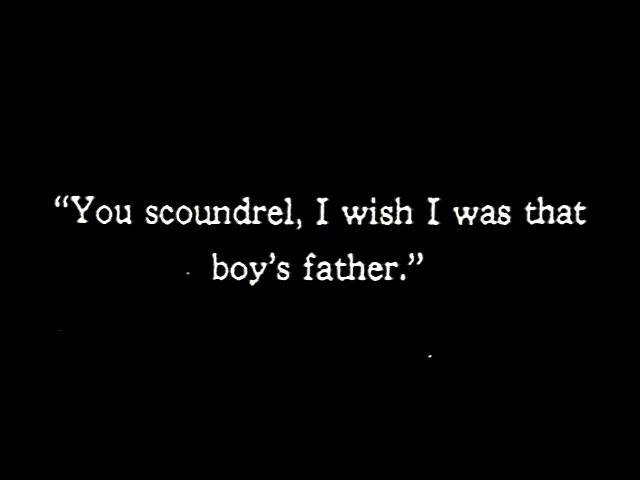 “You scoundrel, I wish I was that
boy’s father.”